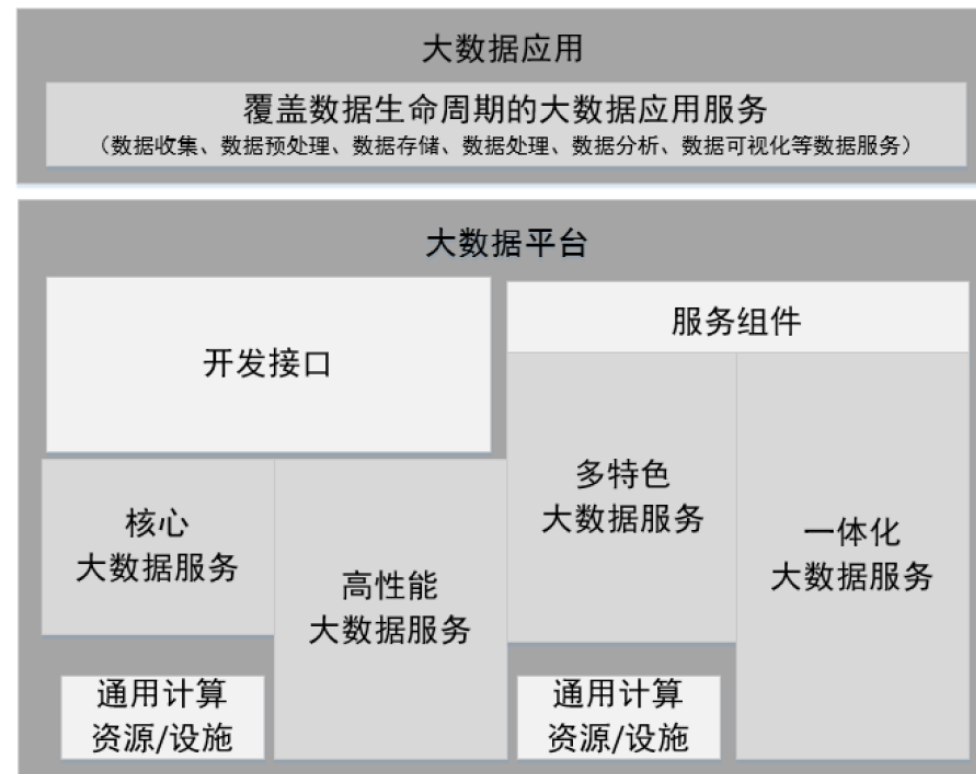 大数据应用
覆盖数据生命周期的大数据应用服务
（数据收集、数据预处理、数据存储、数据处理、数据分析、数据可视化等数据服务）
大数据平台
开发接口
服务组件
核心
大数据服务
高性能
大数据服务
多特色
大数据服务
一体化
大数据服务
通用计算
资源/设施
通用计算
资源/设施